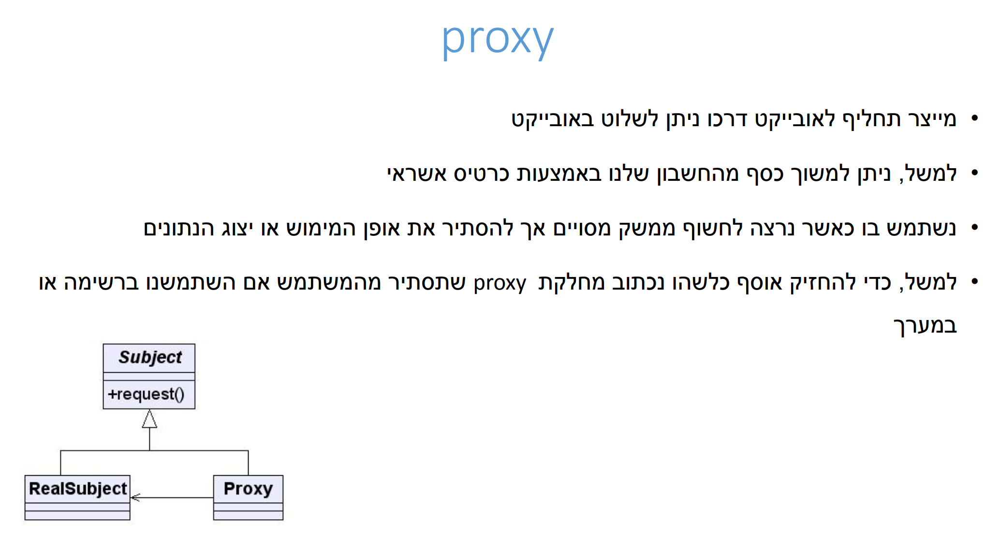 proxy
• מייצר תחליף לאובייקט דרכו ניתן לשלוט באובייקט
• למשל, ניתן למשוך כסף מהחשבון שלנו באמצעות כרטיס אשראי
• נשתמש בו כאשר נרצה לחשוף ממשק מסויים אך להסתיר את אופן המימוש או יצוג הנתונים
• למשל, כדי להחזיק אוסף כלשהו נכתוב מחלקת proxy שתסתיר מהמשתמש אם השתמשנו ברשימה או
במערך
Subject
+request()
RealSubject
Proxy